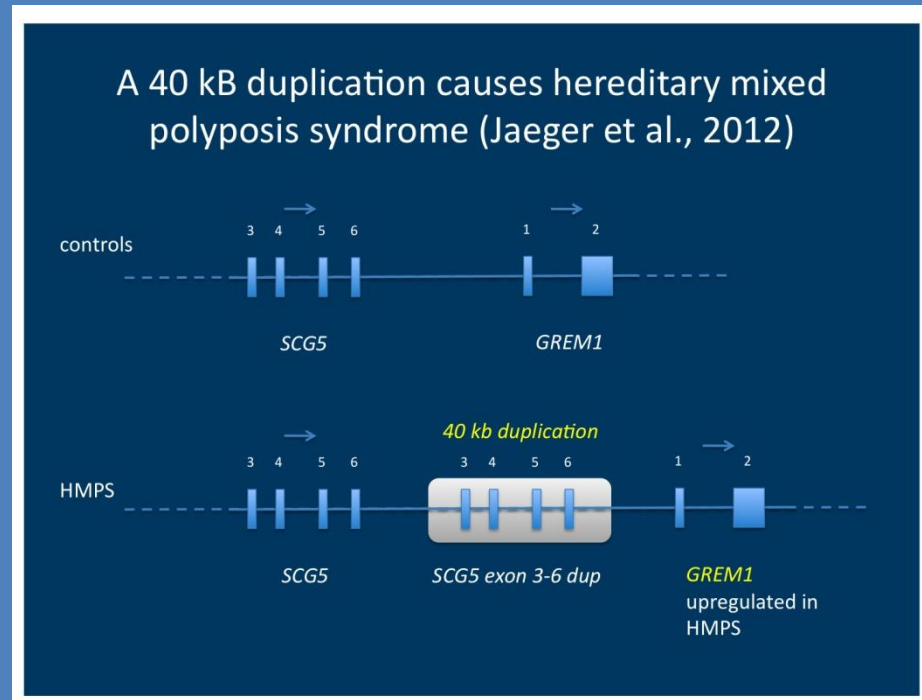 A 40 kB duplication causes hereditary mixed
polyposis syndrome (Jaeger et al., 2012)
3 4 5 6 1 2
controls
SCG5 GREM1
40 kb duplication
3 4 5 6 3 4 5 6 1 2
HMPS
SCG5 SCG5 exon 3-6 dup GREM1
upregulated in
HMPS